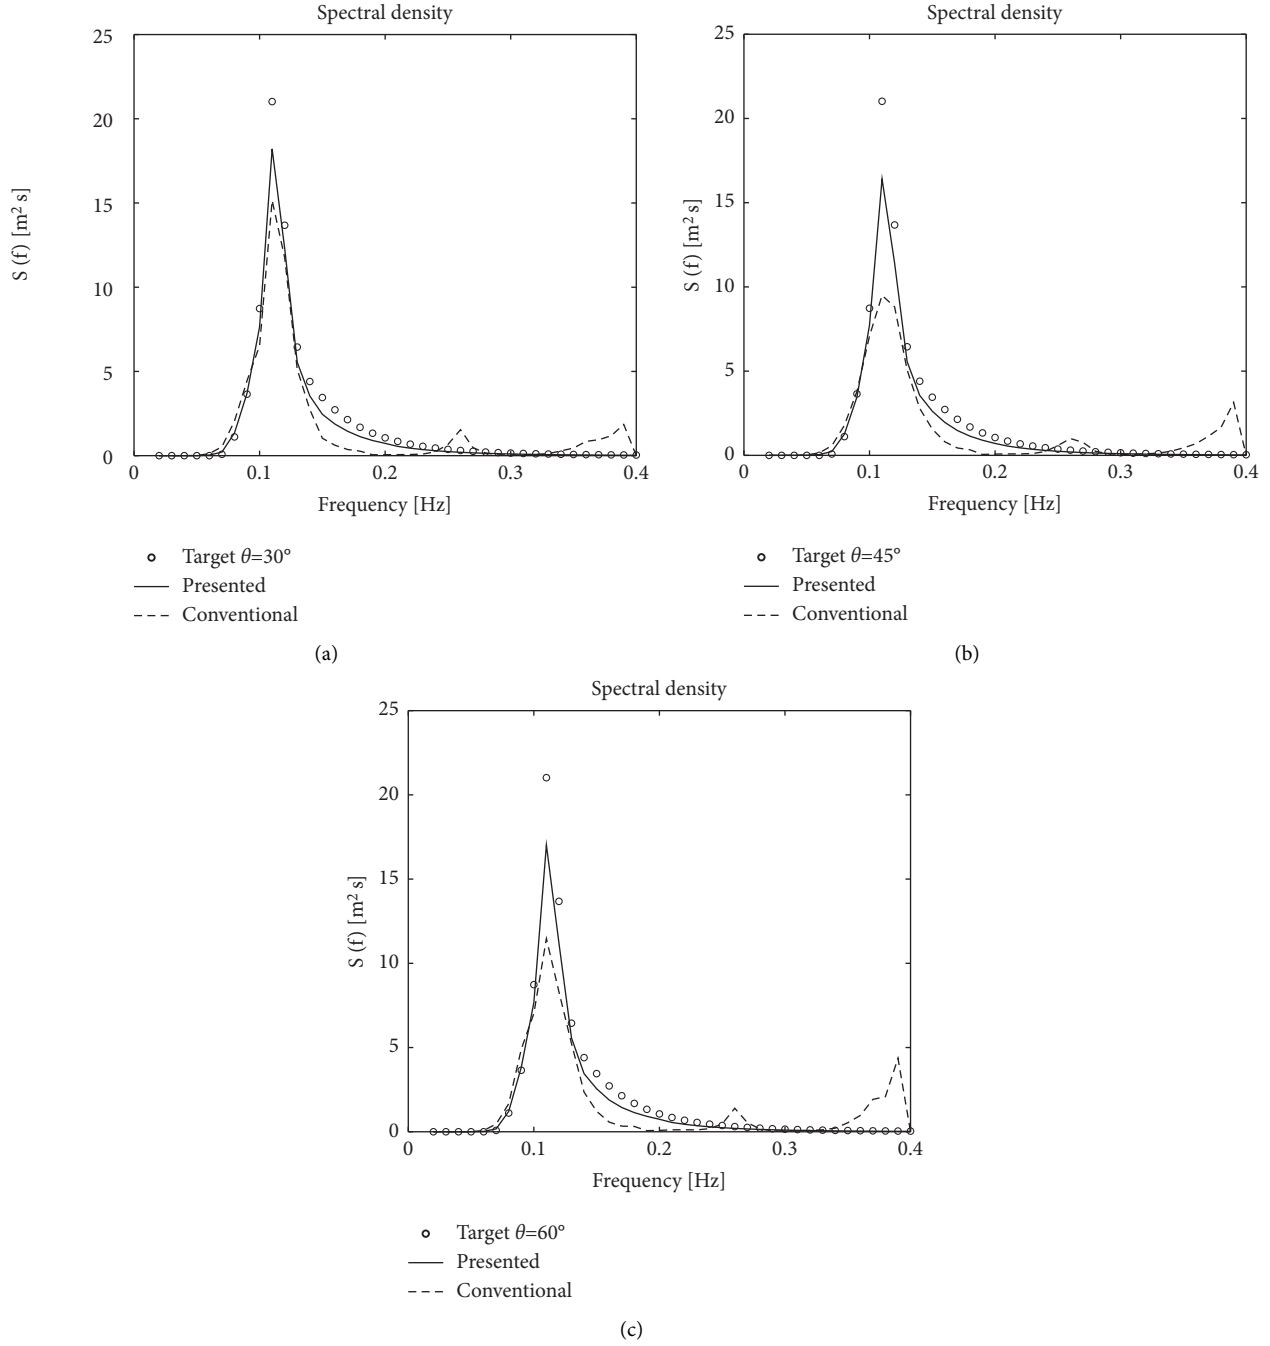 Spectral density
25
20
15
10
5
0
S (f) [m² s]
0 0.1 0.2 0.3 0.4
Frequency [Hz]
Target θ=30°
Presented
Conventional
(a)
Spectral density
25
20
15
10
5
0
S (f) [m² s]
0 0.1 0.2 0.3 0.4
Frequency [Hz]
Target θ=45°
Presented
Conventional
(b)
Spectral density
25
20
15
10
5
0
S (f) [m² s]
0 0.1 0.2 0.3 0.4
Frequency [Hz]
Target θ=60°
Presented
Conventional
(c)